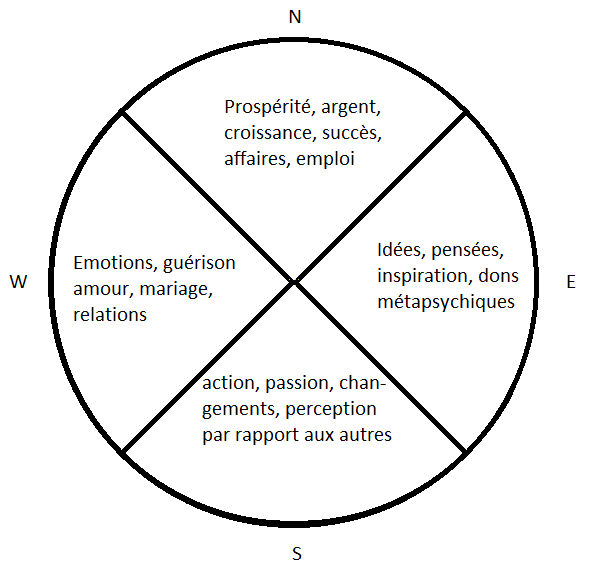 N
Prospérité, argent,
croissance, succès,
affaires, emploi
W
Emotions, guérison
amour, mariage,
relations
Idées, pensées,
inspiration, dons
métapsychiques
E
action, passion, chan-
gements, perception
par rapport aux autres
S